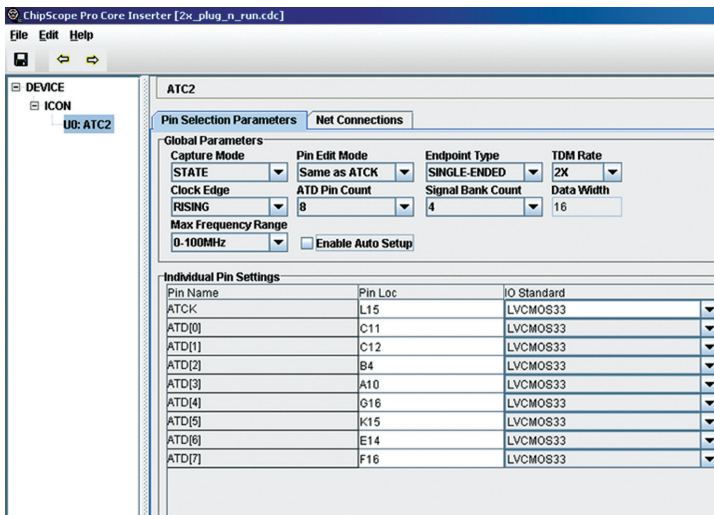 ChipScope Pro Core Inserter [2x_plug_n_run.cdc]
File Edit Help
DEVICE
ICON
U0: ATC2
ATC2
Pin Selection Parameters Net Connections
Global Parameters
Capture Mode Pin Edit Mode Endpoint Type TDM Rate
STATE Same as ATCK SINGLE-ENDED 2X
Clock Edge ATD Pin Count Signal Bank Count Data Width
RISING 8 4 16
Max Frequency Range
0-100MHz Enable Auto Setup
Individual Pin Settings
Pin Name Pin Loc IO Standard
ATCK L15 LVCMOS33
ATD[0] C11 LVCMOS33
ATD[1] C12 LVCMOS33
ATD[2] B4 LVCMOS33
ATD[3] A10 LVCMOS33
ATD[4] G16 LVCMOS33
ATD[5] K15 LVCMOS33
ATD[6] E14 LVCMOS33
ATD[7] F16 LVCMOS33